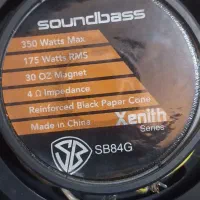 soundbass
350 Watts Max
175 Watts RMS
30 OZ Magnet
4 Ω Impedance
Reinforced Black Paper Cone
Made in China
Xenith
Series
SB SB84G